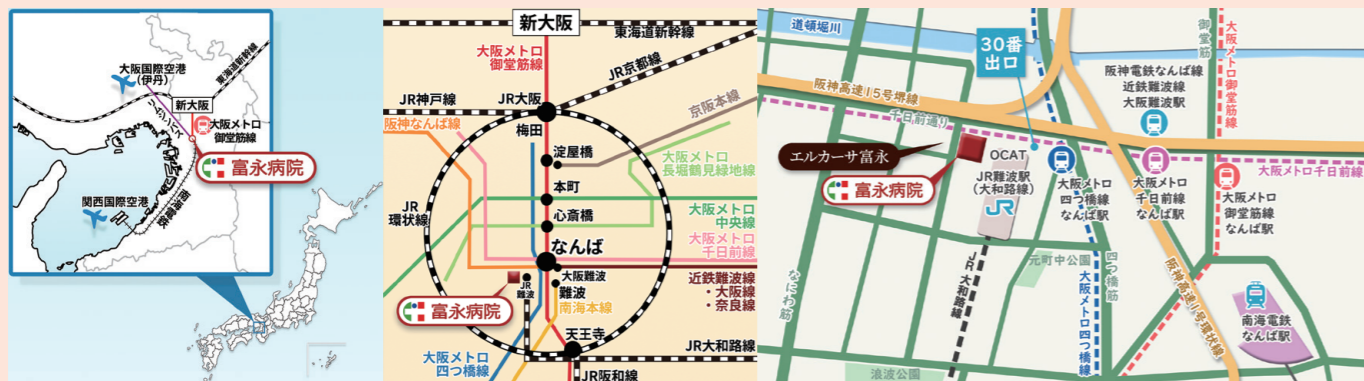 東海道新幹線
大阪国際空港
(伊丹)
新大阪
リムジンバス
大阪メトロ
御堂筋線
富永病院
関西国際空港
南海電鉄
新大阪
東海道新幹線
大阪メトロ
御堂筋線
JR京都線
JR神戸線
JR大阪
京阪本線
阪神なんば線
梅田
淀屋橋
大阪メトロ
長堀鶴見緑地線
本町
JR
環状線
心斎橋
大阪メトロ
中央線
なんば
大阪メトロ
千日前線
大阪難波
JR
難波
難波
近鉄難波線
・大阪線
・奈良線
富永病院
南海本線
天王寺
JR大和路線
大阪メトロ
四つ橋線
JR阪和線
道頓堀川
30番
出口
御堂筋
大阪メトロ御堂筋線
阪神電鉄なんば線
近鉄難波線
大阪難波駅
阪神高速15号堺線
千日前通り
エルカーサ富永
富永病院
OCAT
JR難波駅
(大和路線)
JR
大阪メトロ
四つ橋線
なんば駅
大阪メトロ
千日前線
なんば駅
大阪メトロ千日前線
大阪メトロ
御堂筋線
なんば駅
なにわ筋
JR大和路線
元町中公園
四つ橋筋
大阪メトロ四つ橋線
阪神高速1号環状線
南海電鉄
なんば駅
浪波公園